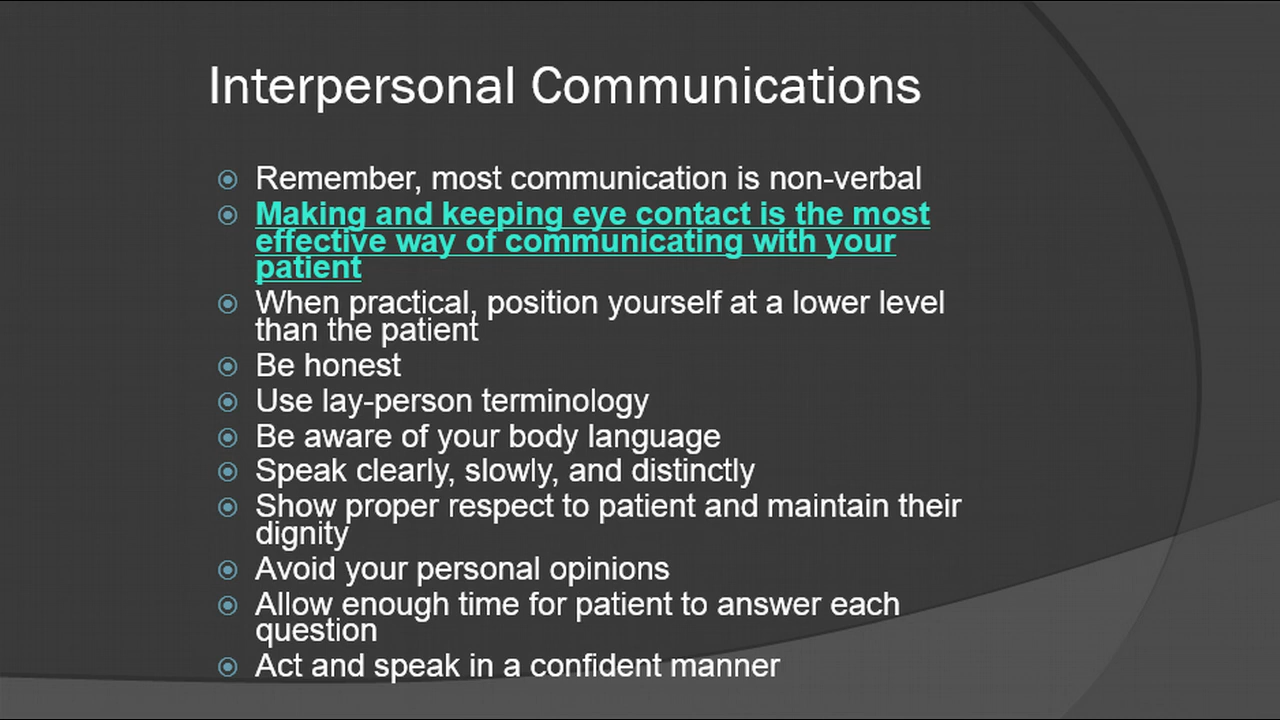 Interpersonal Communications
Remember, most communication is non-verbal
Making and keeping eye contact is the most
effective way of communicating with your
patient
When practical, position yourself at a lower level
than the patient
Be honest
Use lay-person terminology
Be aware of your body language
Speak clearly, slowly, and distinctly
Show proper respect to patient and maintain their
dignity
Avoid your personal opinions
Allow enough time for patient to answer each
question
Act and speak in a confident manner